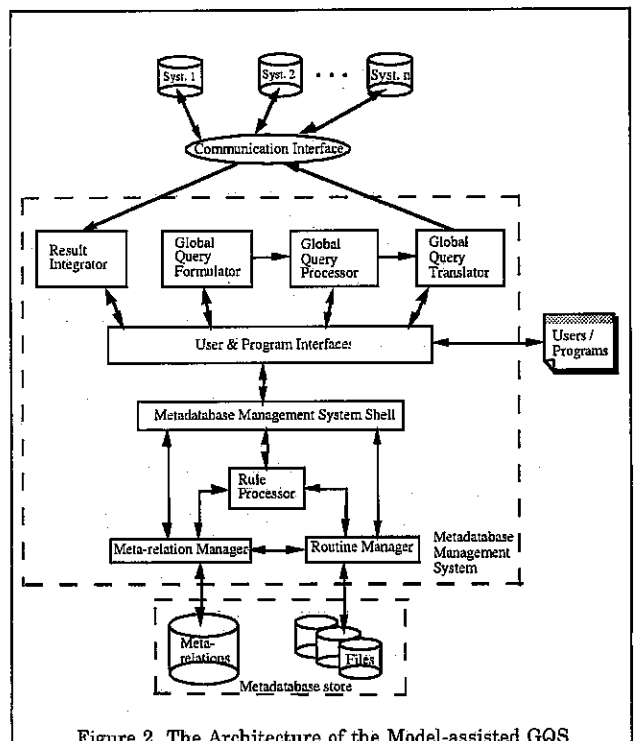 Syst. 1
Syst. 2
. . .
Syst. n
Communication Interface
Result
Integrator
Global
Query
Formulator
Global
Query
Processor
Global
Query
Translator
User & Program Interfaces
Users /
Programs
Metadatabase Management System Shell
Rule
Processor
Meta-relation Manager
Routine Manager
Metadatabase
Management
System
Meta-
relations
Files
Metadatabase store
Figure 2. The Architecture of the Model-assisted GQS